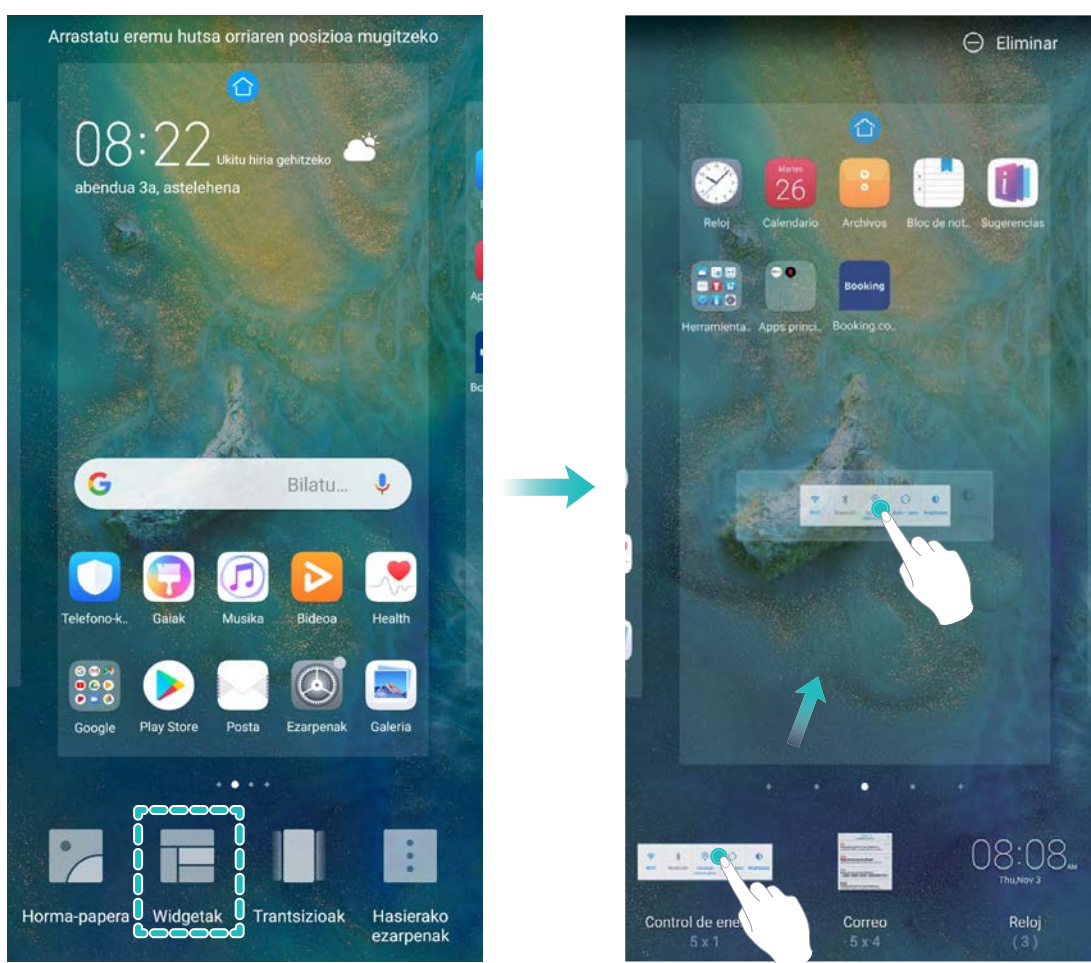 Arrastatu eremu hutsa orriaren posizioa mugitzeko
08:22
Ukitu hiria gehitzeko
abendua 3a, astelehena
Bilatu...
Telefono-k..
Gaiak
Musika
Bideoa
Health
Google
Play Store
Posta
Ezarpenak
Galeria
Horma-papera
Widgetak
Trantsizioak
Hasierako
ezarpenak
Eliminar
Martes
26
Reloj
Calendario
Archivos
Bloc de not..
Sugerencias
Booking
Herramienta..
Apps princi..
Booking.co..
08:08
Thu,Nov 3
Control de ene
Correo
Reloj
5 x 1
5 x 4
(3)